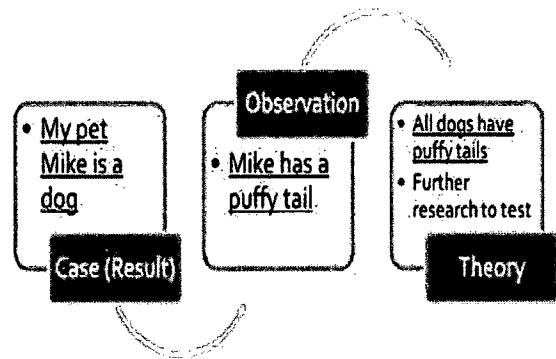 • My pet
Mike is a
dog
Case (Result)
Observation
• Mike has a
puffy tail
• All dogs have
puffy tails
• Further
research to test
Theory